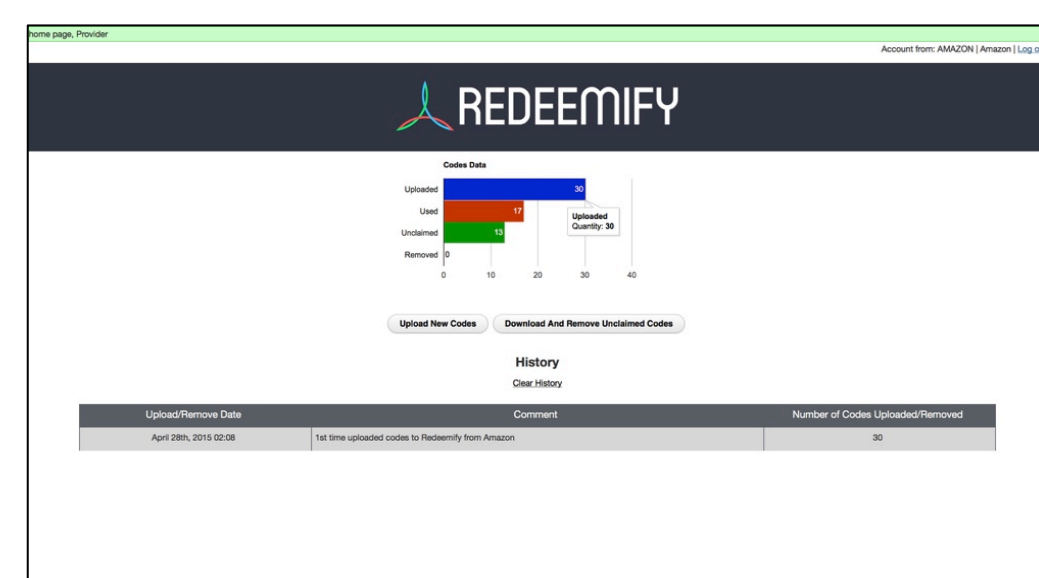 home page, Provider
Account from: AMAZON | Amazon | Log o
REDEEMIFY
Codes Data
Uploaded 30
Used 17
Uploaded
Quantity: 30
Unclaimed 13
Removed 0
0 10 20 30 40
Upload New Codes Download And Remove Unclaimed Codes
History
Clear History
Upload/Remove Date Comment Number of Codes Uploaded/Removed
April 28th, 2015 02:08 1st time uploaded codes to Redeemify from Amazon 30